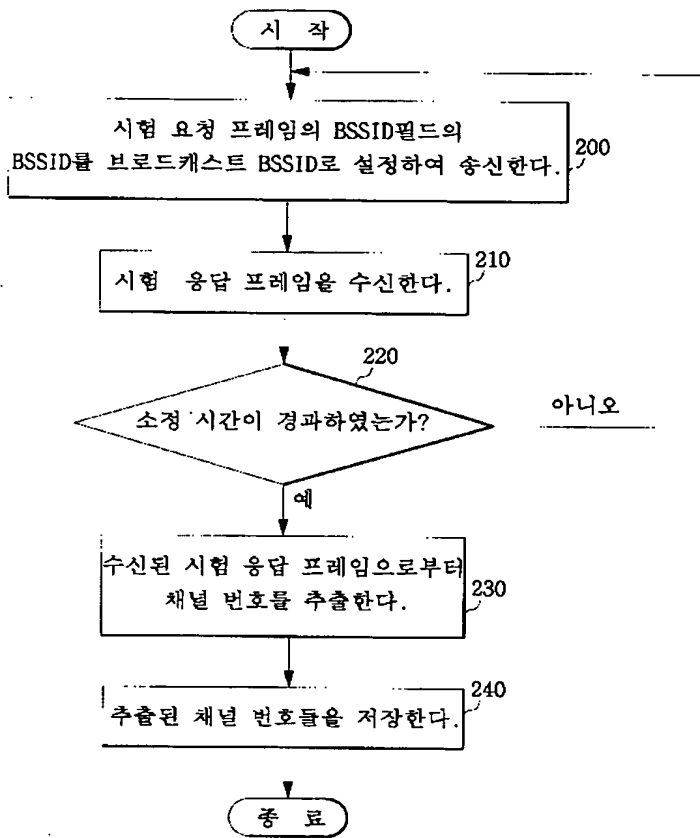 시 작
시험 요청 프레임의 BSSID필드의
BSSID를 브로드캐스트 BSSID로 설정하여 송신한다.
200
시험 응답 프레임을 수신한다.
210
220
소정 시간이 경과하였는가?
아니오
예
수신된 시험 응답 프레임으로부터
채널 번호를 추출한다.
230
추출된 채널 번호들을 저장한다.
240
종 료